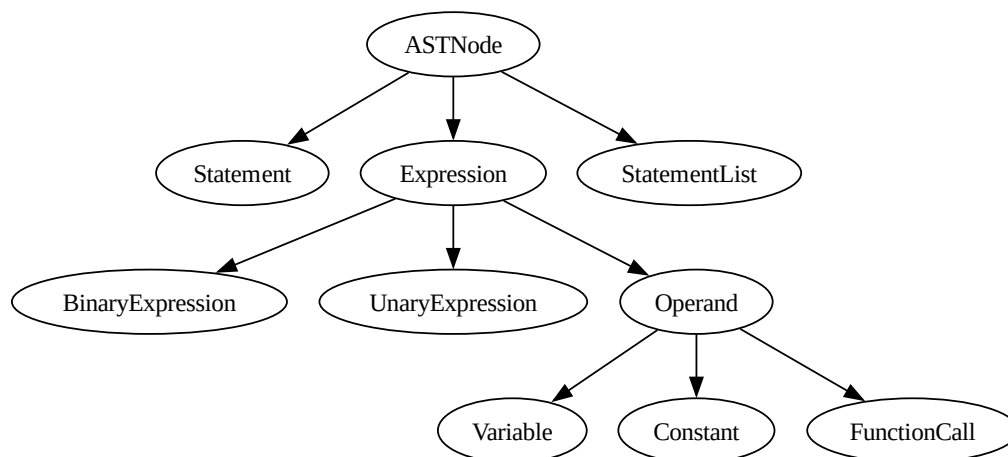 ASTNode
Statement
Expression
StatementList
BinaryExpression
UnaryExpression
Operand
Variable
Constant
FunctionCall